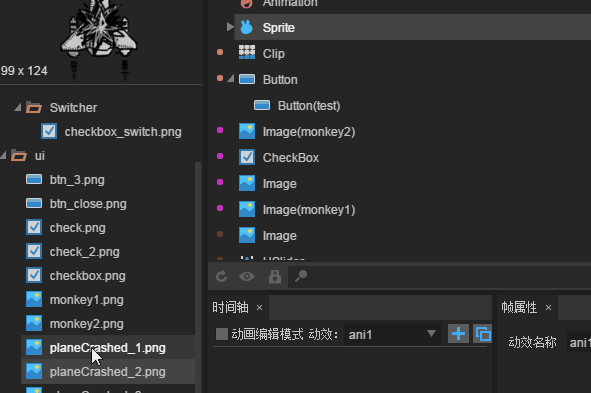 99 x 124
Switcher
checkbox_switch.png
ui
btn_3.png
btn_close.png
check.png
check_2.png
checkbox.png
monkey1.png
monkey2.png
planeCrashed_1.png
planeCrashed_2.png
Animation
Sprite
Clip
Button
Button(test)
Image(monkey2)
CheckBox
Image
Image(monkey1)
Image
时间轴 ×
动画编辑模式 动效: ani1
帧属性 ×
动效名称 ani1